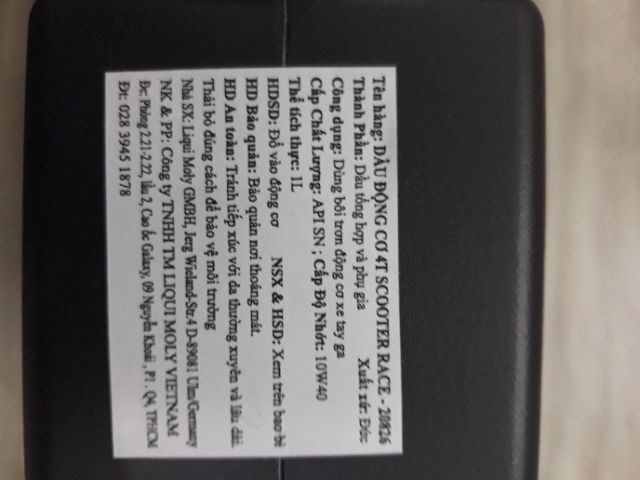 Tên hàng: DẦU ĐỘNG CƠ 4T SCOOTER RACE - 20826
Thành Phần: Dầu tổng hợp và phụ gia Xuất xứ: Đức
Công dụng: Dùng bôi trơn động cơ xe tay ga
Cấp Chất Lượng: API SN ; Cấp Độ Nhớt: 10W40
Thể tích thực: 1L
HDSD: Đổ vào động cơ NSX & HSD: Xem trên bao bì
HD Bảo quản: Bảo quản nơi thoáng mát.
HD An toàn: Tránh tiếp xúc với da thường xuyên và lâu dài.
Thải bỏ đúng cách để bảo vệ môi trường
Nhà SX: Liqui Moly GMBH, Jerg Wieland-Str.4 D-89081 Ulm/Germany
NK & PP: Công ty TNHH TM LIQUI MOLY VIETNAM
Đc: Phòng 2.21-2.22, lầu 2, Cao ốc Galaxy, 09 Nguyễn Khoái , P1 . Q4, TPHCM
Đt: 028 3945 1878